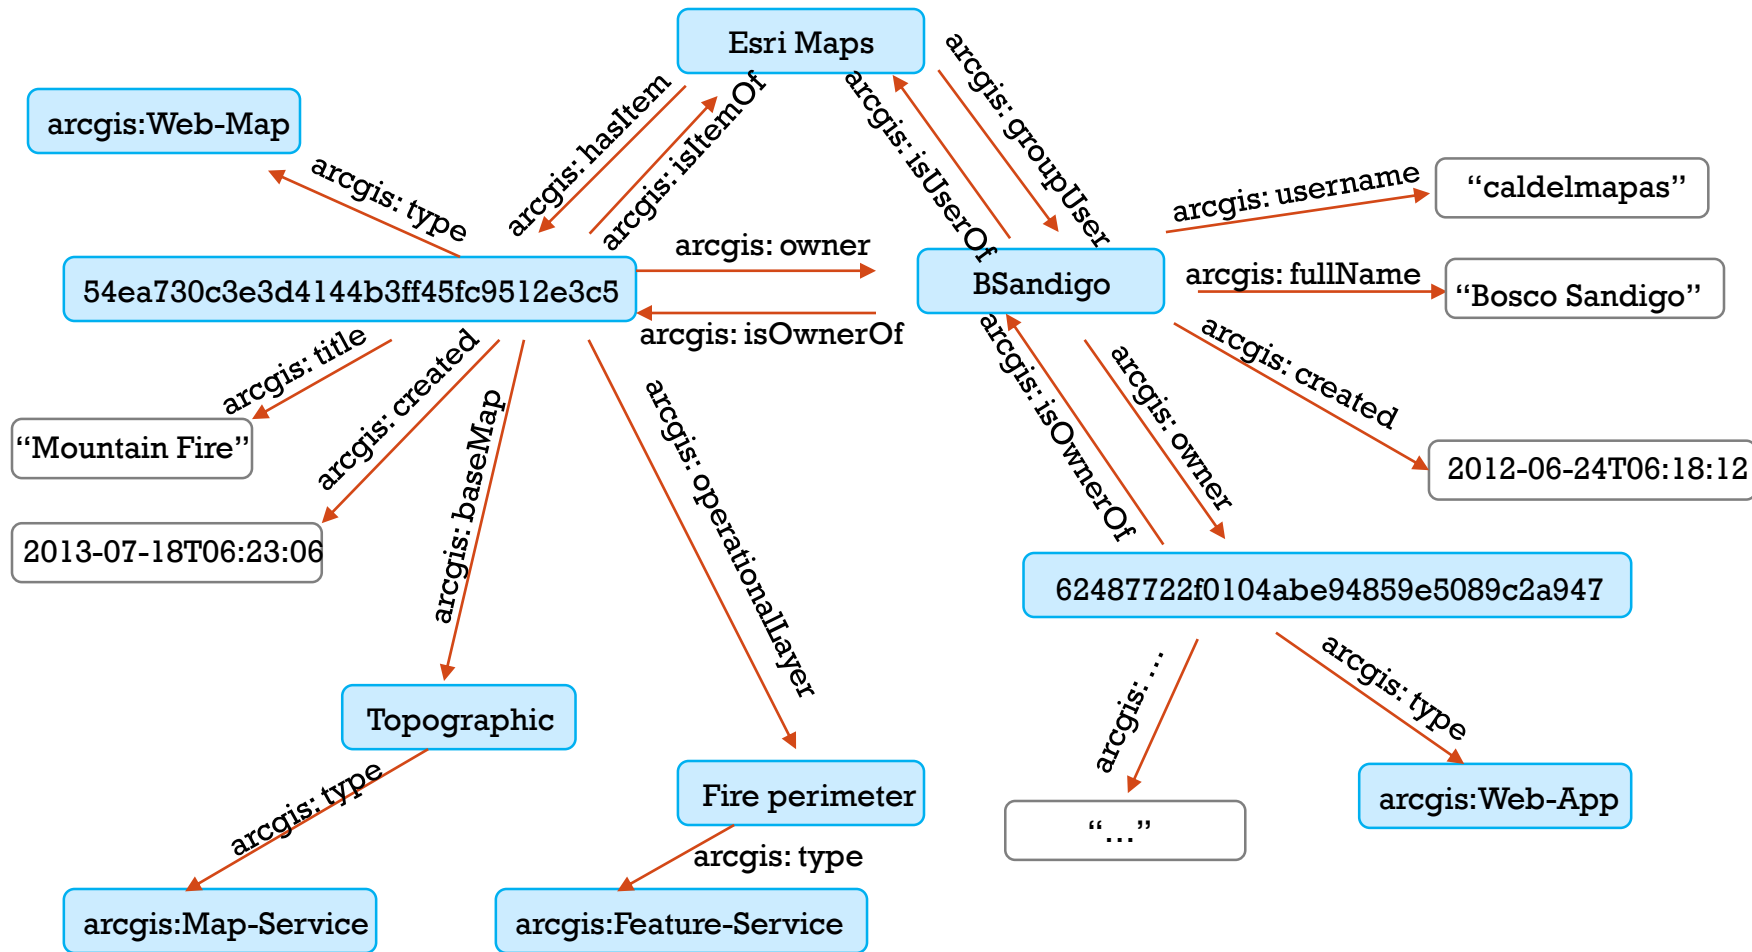 Esri Maps
arcgis:Web-Map
arcgis: hasItem
arcgis: isItemOf
arcgis: isUserOf
arcgis: groupUser
arcgis: type
arcgis: username
“caldelmapas”
54ea730c3e3d4144b3ff45fc9512e3c5
arcgis: owner
arcgis: isOwnerOf
BSandigo
arcgis: fullName
“Bosco Sandigo”
arcgis: title
arcgis: created
arcgis: baseMap
arcgis: operationalLayer
arcgis: isOwnerOf
arcgis: owner
arcgis: created
“Mountain Fire”
2012-06-24T06:18:12
2013-07-18T06:23:06
62487722f0104abe94859e5089c2a947
arcgis: …
arcgis: type
Topographic
arcgis: type
Fire perimeter
arcgis: type
“…”
arcgis:Web-App
arcgis:Map-Service
arcgis:Feature-Service